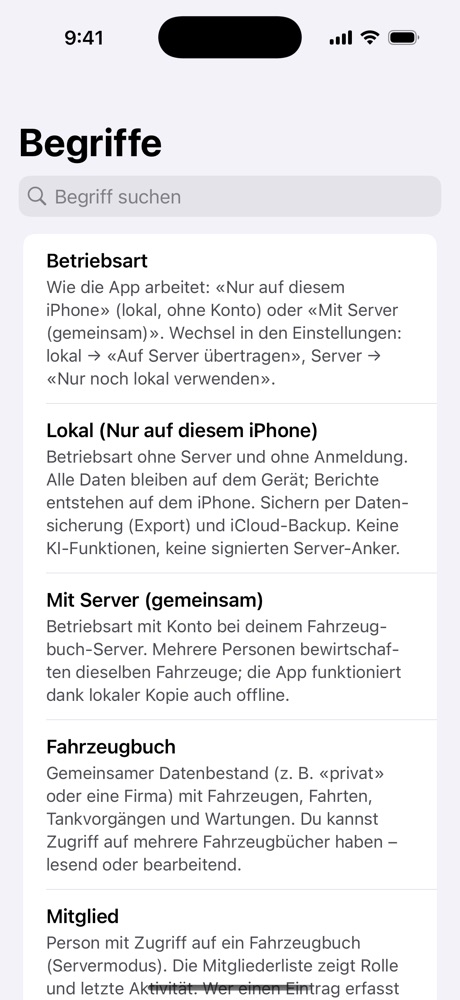 9:41
Begriffe
Begriff suchen
Betriebsart
Wie die App arbeitet: «Nur auf diesem
iPhone» (lokal, ohne Konto) oder «Mit Server
(gemeinsam)». Wechsel in den Einstellungen:
lokal → «Auf Server übertragen», Server →
«Nur noch lokal verwenden».
Lokal (Nur auf diesem iPhone)
Betriebsart ohne Server und ohne Anmeldung.
Alle Daten bleiben auf dem Gerät; Berichte
entstehen auf dem iPhone. Sichern per Daten-
sicherung (Export) und iCloud-Backup. Keine
KI-Funktionen, keine signierten Server-Anker.
Mit Server (gemeinsam)
Betriebsart mit Konto bei deinem Fahrzeug-
buch-Server. Mehrere Personen bewirtschaf-
ten dieselben Fahrzeuge; die App funktioniert
dank lokaler Kopie auch offline.
Fahrzeugbuch
Gemeinsamer Datenbestand (z. B. «privat»
oder eine Firma) mit Fahrzeugen, Fahrten,
Tankvorgängen und Wartungen. Du kannst
Zugriff auf mehrere Fahrzeugbücher haben –
lesend oder bearbeitend.
Mitglied
Person mit Zugriff auf ein Fahrzeugbuch
(Servermodus). Die Mitgliederliste zeigt Rolle
und letzte Aktivität. Wer einen Eintrag erfasst